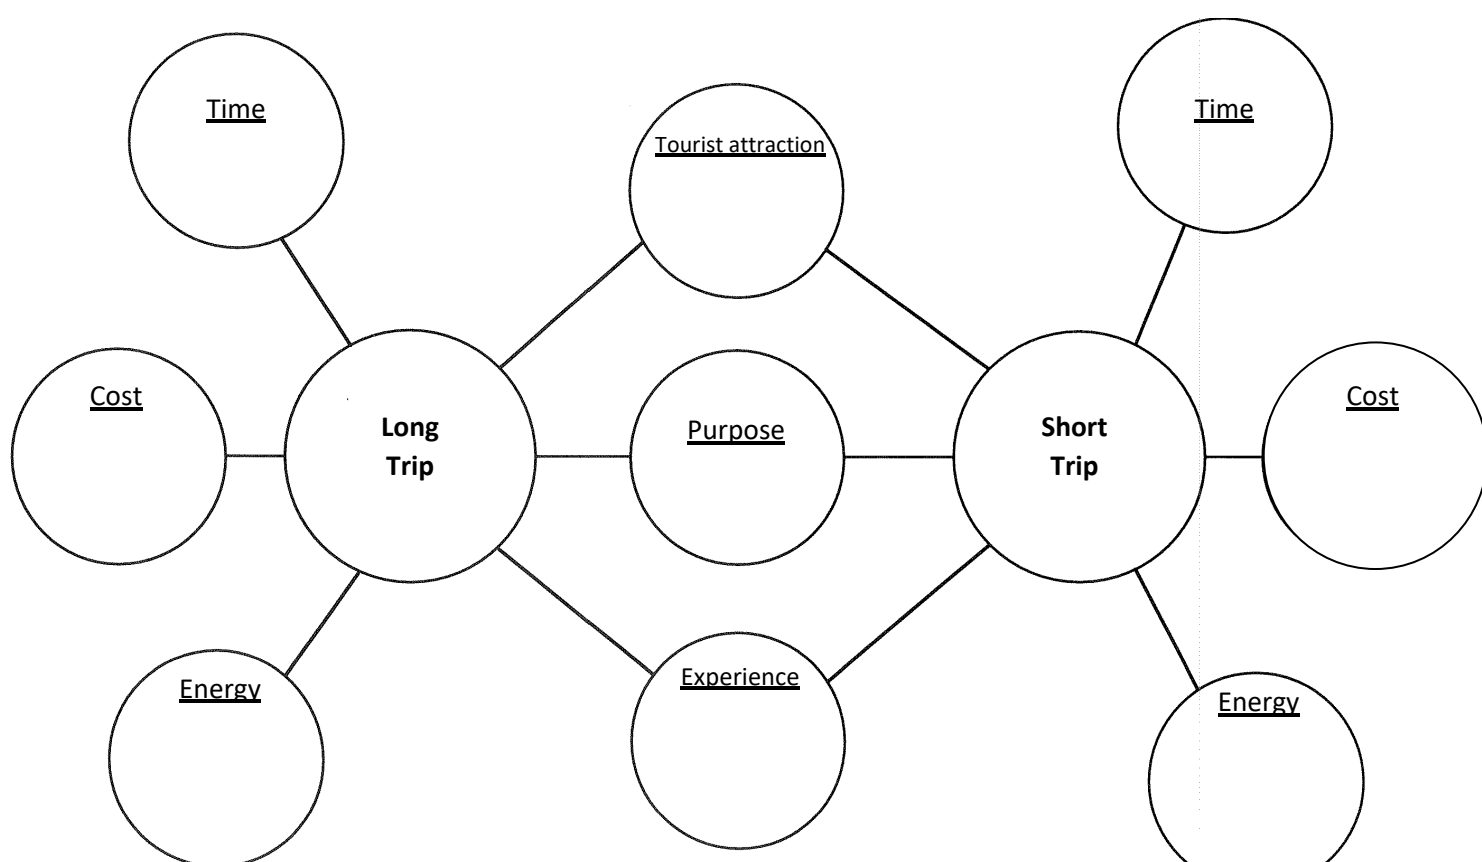 Time
Time
Tourist attraction
Cost
Cost
Long
Trip
Purpose
Short
Trip
Experience
Energy
Energy